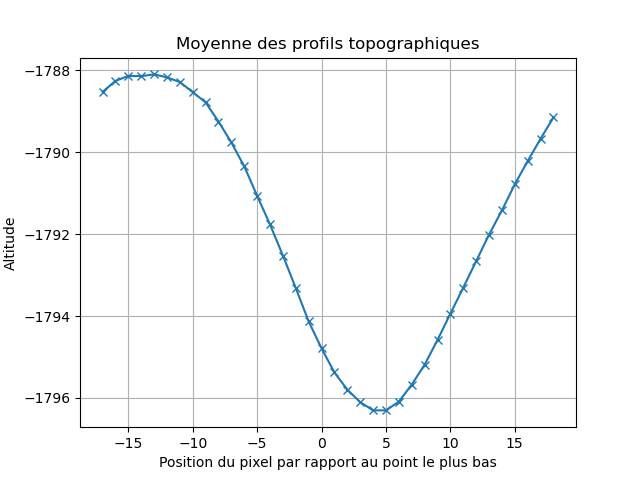 Moyenne des profils topographiques
−1788
−1790
−1792
−1794
−1796
Altitude
−15 −10 −5 0 5 10 15
Position du pixel par rapport au point le plus bas